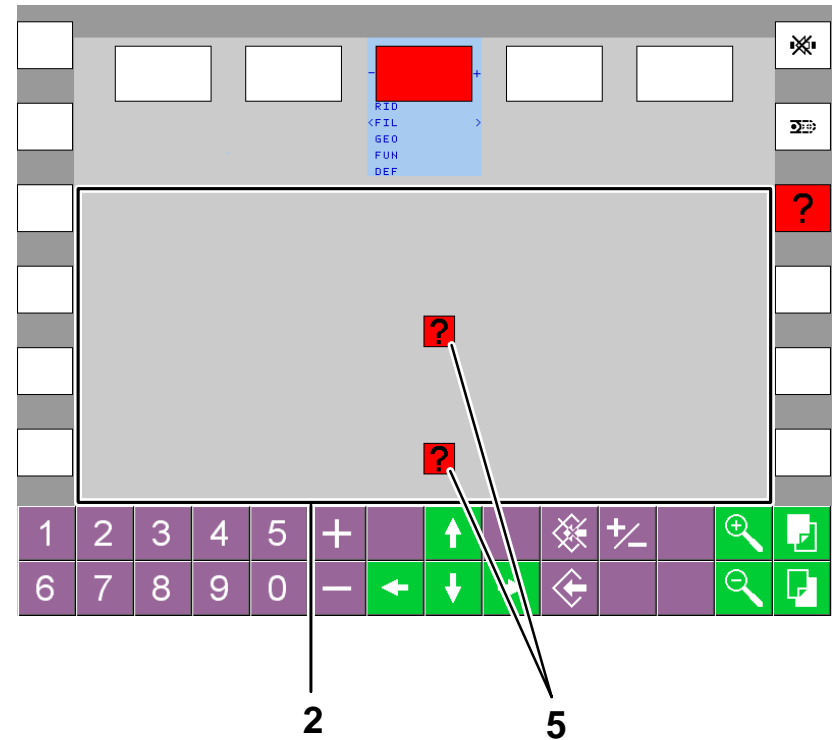 - +
RID
<FIL >
GEO
FUN
DEF
?
?
?
1 2 3 4 5 + +/-
6 7 8 9 0 -
2
5